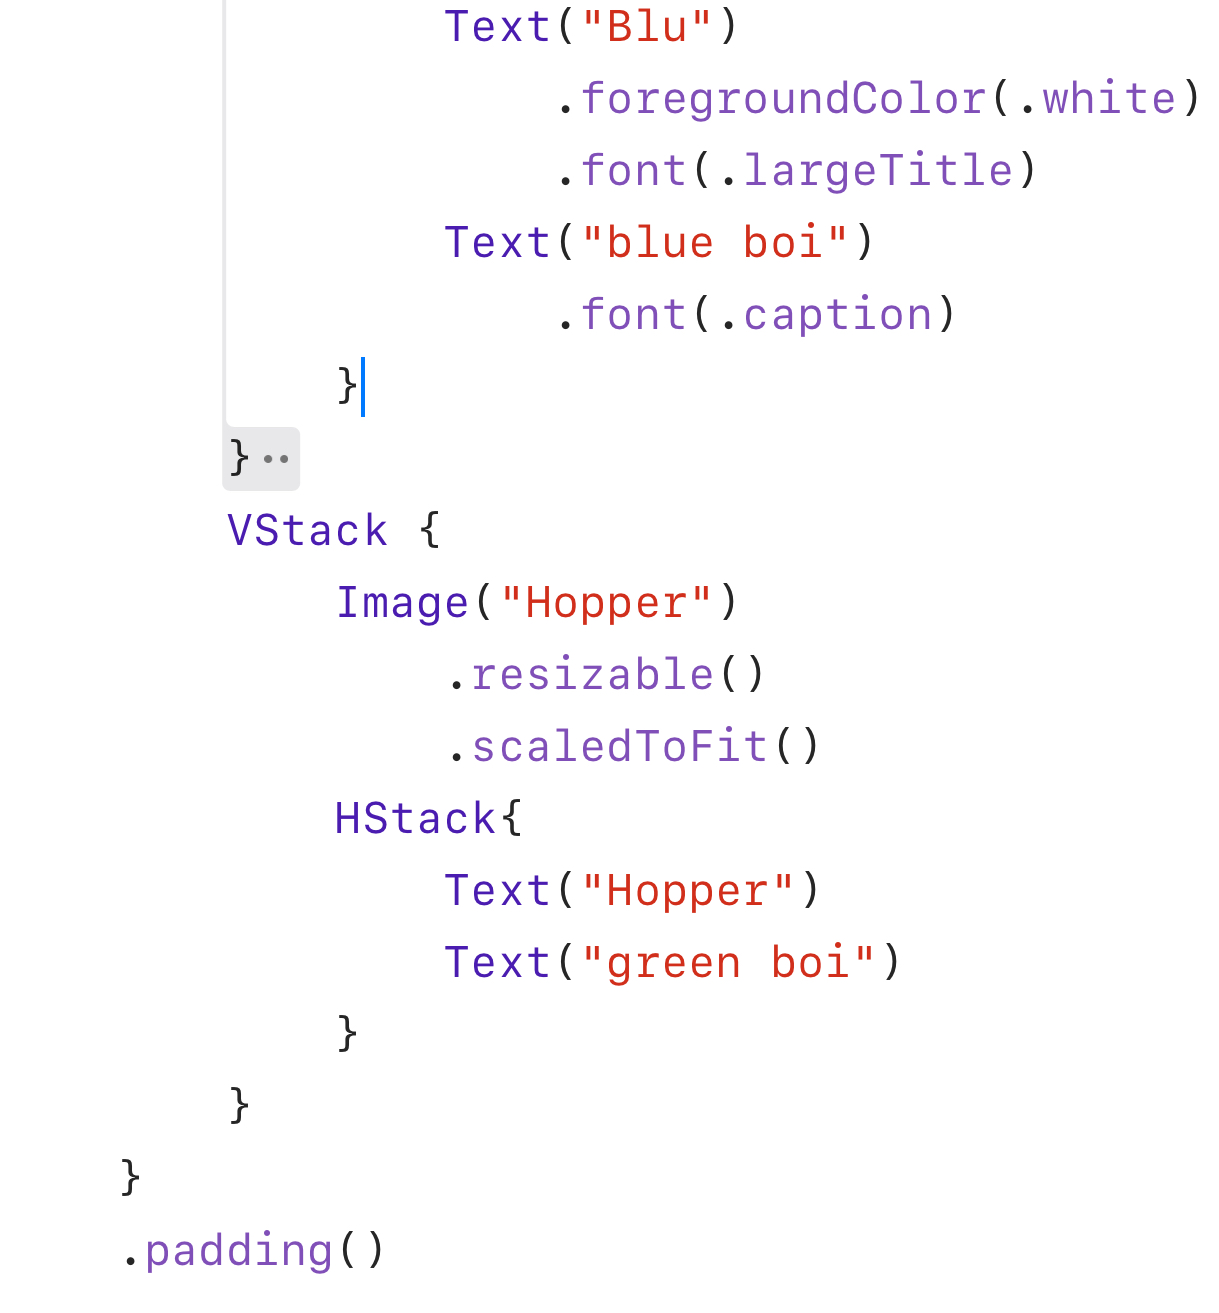 Text("Blu")
.foregroundColor(.white)
.font(.largeTitle)
Text("blue boi")
.font(.caption)
}
}
VStack {
Image("Hopper")
.resizable()
.scaledToFit()
HStack{
Text("Hopper")
Text("green boi")
}
}
}
.padding()